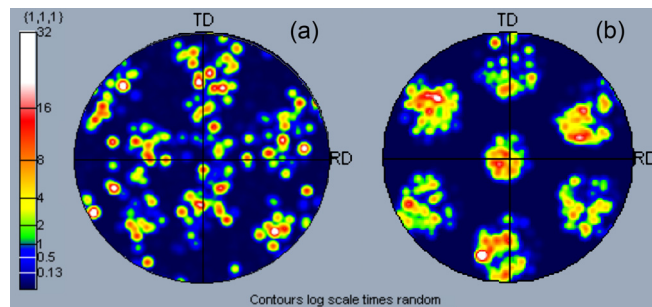 {1,1,1}
32
16
8
4
2
1
0.5
0.13
TD
(a)
RD
TD
(b)
RD
Contours log scale times random